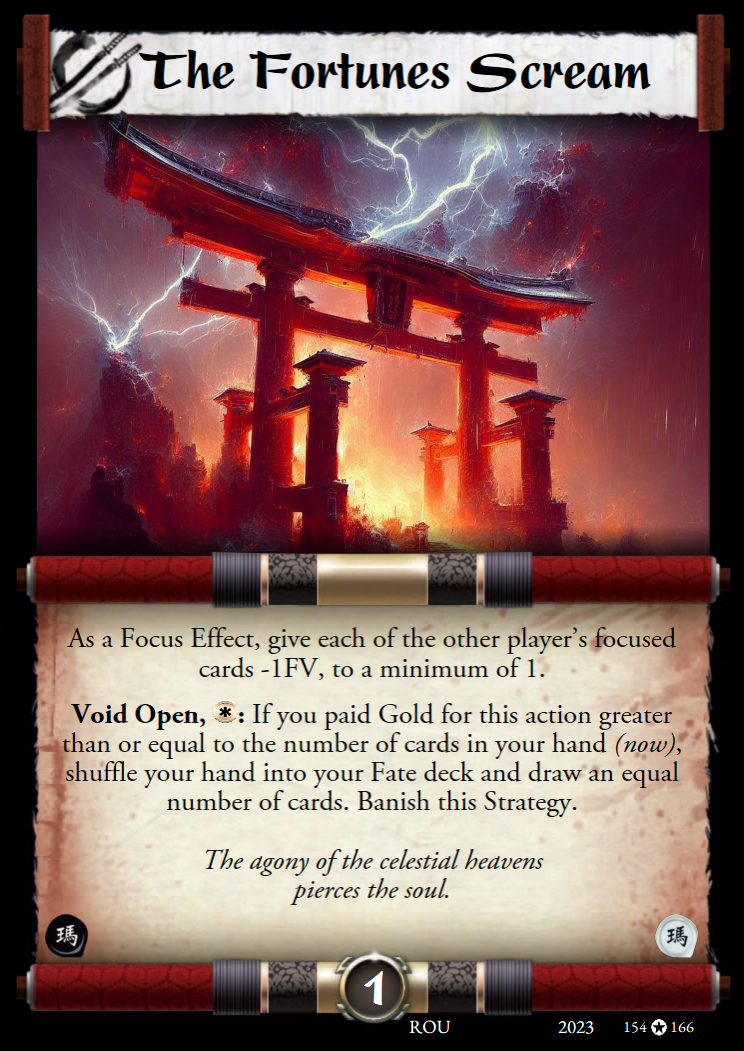 The Fortunes Scream
As a Focus Effect, give each of the other player's focused
cards -1FV, to a minimum of 1.
Void Open, *: If you paid Gold for this action greater
than or equal to the number of cards in your hand (now),
shuffle your hand into your Fate deck and draw an equal
number of cards. Banish this Strategy.
The agony of the celestial heavens
pierces the soul.
瑪
瑪
1
ROU 2023 154 ✪ 166